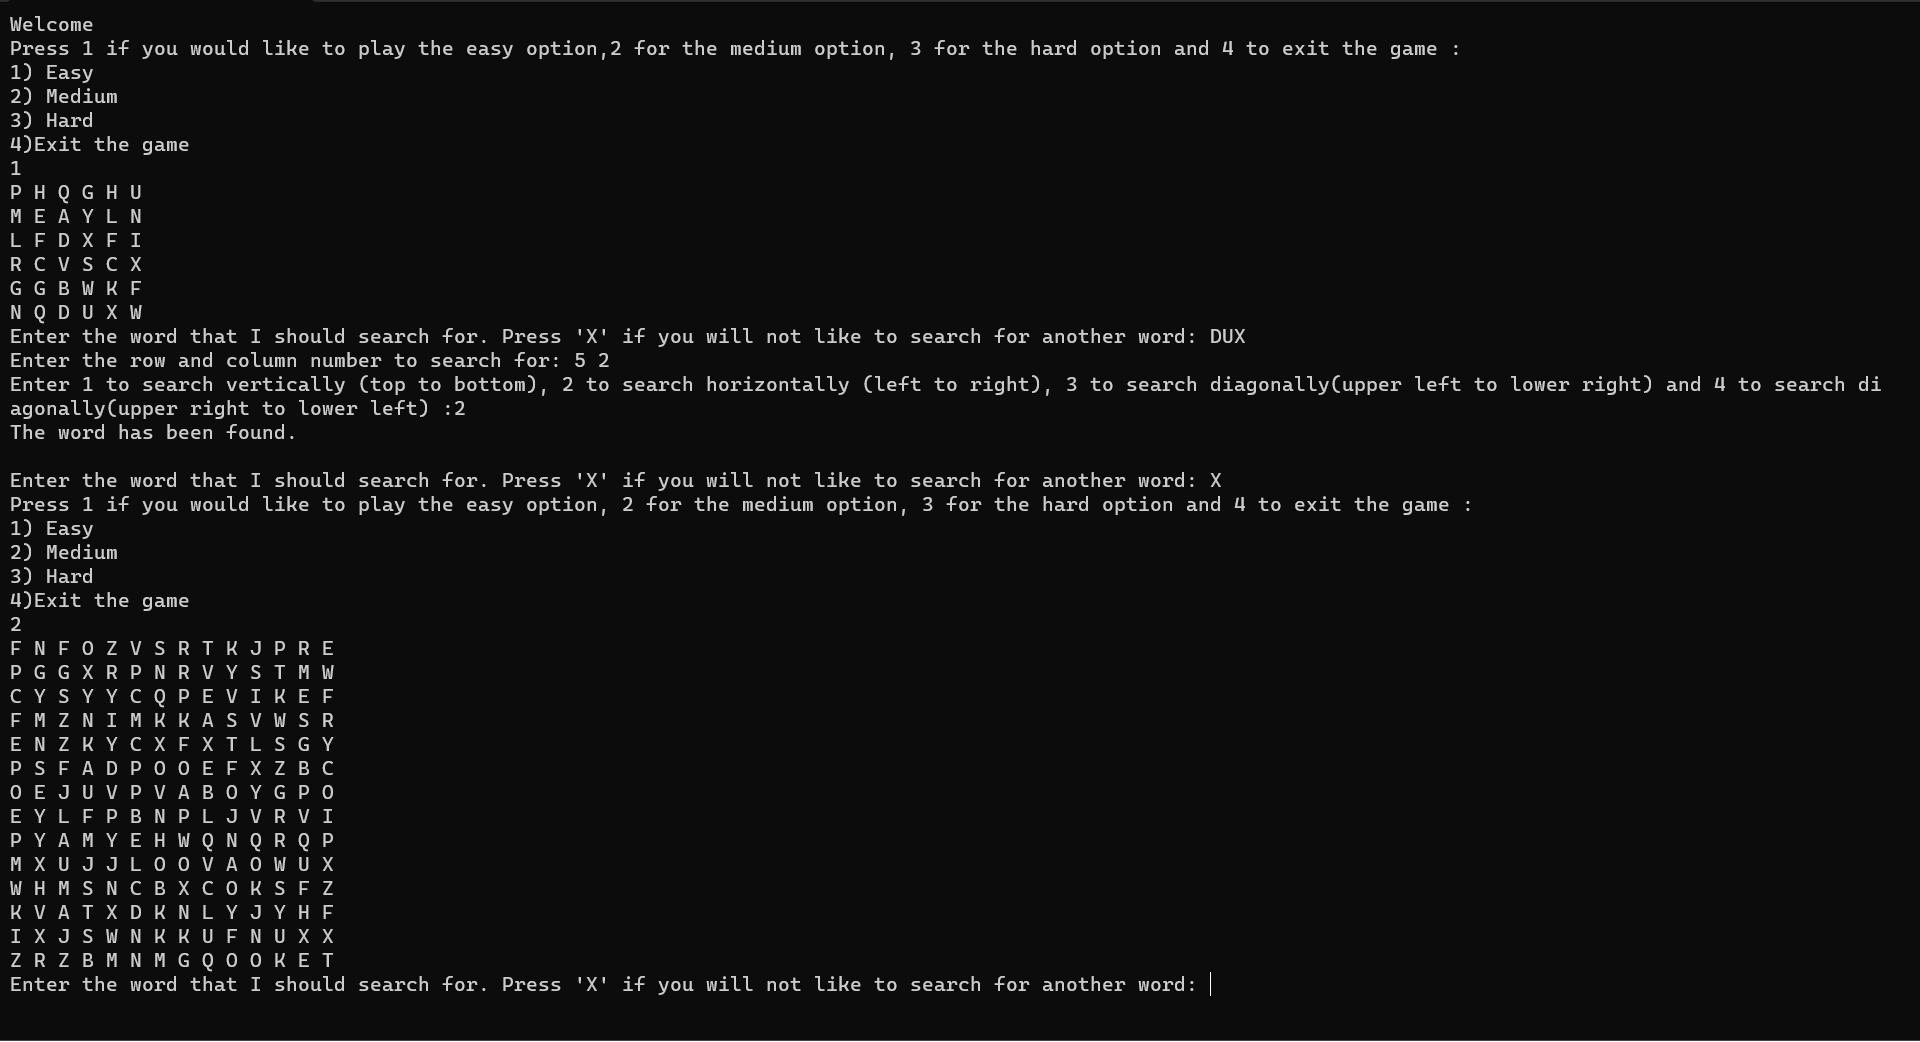 Welcome
Press 1 if you would like to play the easy option,2 for the medium option, 3 for the hard option and 4 to exit the game :
1) Easy
2) Medium
3) Hard
4)Exit the game
1
P H Q G H U
M E A Y L N
L F D X F I
R C V S C X
G G B W K F
N Q D U X W
Enter the word that I should search for. Press 'X' if you will not like to search for another word: DUX
Enter the row and column number to search for: 5 2
Enter 1 to search vertically (top to bottom), 2 to search horizontally (left to right), 3 to search diagonally(upper left to lower right) and 4 to search di
agonally(upper right to lower left) :2
The word has been found.

Enter the word that I should search for. Press 'X' if you will not like to search for another word: X
Press 1 if you would like to play the easy option, 2 for the medium option, 3 for the hard option and 4 to exit the game :
1) Easy
2) Medium
3) Hard
4)Exit the game
2
F N F O Z V S R T K J P R E
P G G X R P N R V Y S T M W
C Y S Y Y C Q P E V I K E F
F M Z N I M K K A S V W S R
E N Z K Y C X F X T L S G Y
P S F A D P O O E F X Z B C
O E J U V P V A B O Y G P O
E Y L F P B N P L J V R V I
P Y A M Y E H W Q N Q R Q P
M X U J J L O O V A O W U X
W H M S N C B X C O K S F Z
K V A T X D K N L Y J Y H F
I X J S W N K K U F N U X X
Z R Z B M N M G Q O O K E T
Enter the word that I should search for. Press 'X' if you will not like to search for another word: